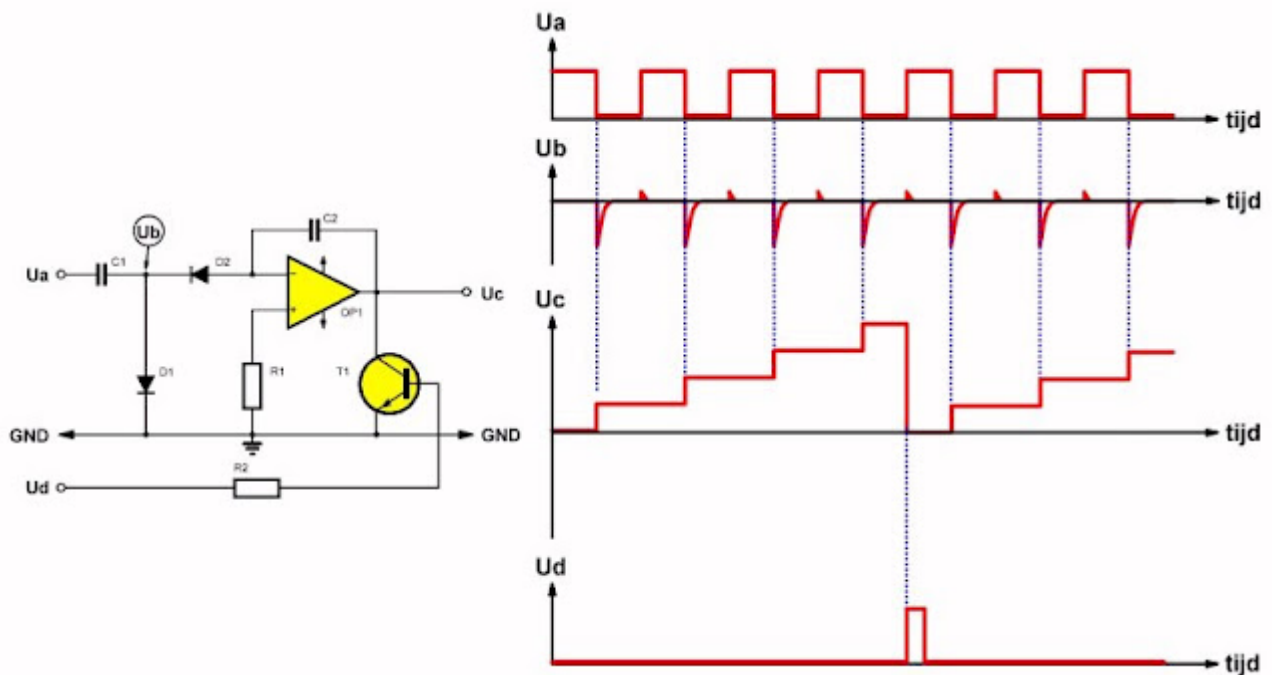 Ua
tijd
Ub
tijd
Uc
tijd
Ud
tijd
Ub
C1
D2
C2
Ua
Uc
OP1
D1
R1
T1
GND
GND
R2
Ud